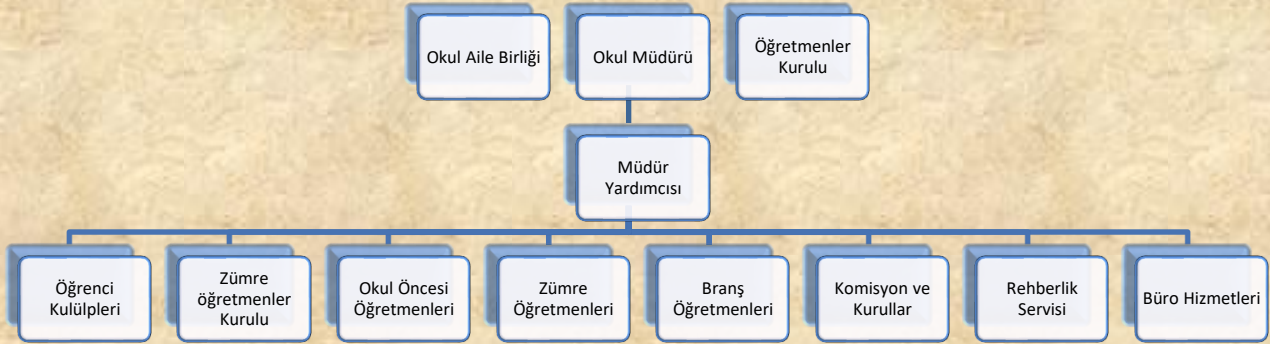 Okul Aile Birliği
Okul Müdürü
Öğretmenler
Kurulu
Müdür
Yardımcısı
Öğrenci
Kulülpleri
Zümre
öğretmenler
Kurulu
Okul Öncesi
Öğretmenleri
Zümre
Öğretmenleri
Branş
Öğretmenleri
Komisyon ve
Kurullar
Rehberlik
Servisi
Büro Hizmetleri